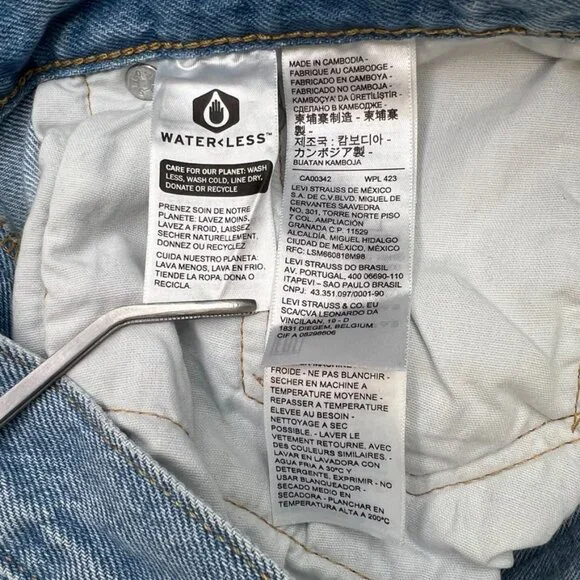 WATER<LESS™
CARE FOR OUR PLANET: WASH
LESS, WASH COLD, LINE DRY,
DONATE OR RECYCLE
PRENEZ SOIN DE NOTRE
PLANETE: LAVEZ MOINS,
LAVEZ A FROID, LAISSEZ
SECHER NATURELLEMENT,
DONNEZ OU RECYCLEZ
CUIDA NUESTRO PLANETA:
LAVA MENOS, LAVA EN FRIO,
TIENDE LA ROPA, DONA O
RECICLA.
MADE IN CAMBODIA -
FABRIQUE AU CAMBODGE -
FABRICADO EN CAMBOYA -
FABRICADO NO CAMBOJA -
KAMBOÇYA' DA ÜRETİLİŞTİR -
СДЕЛАНО В КАМБОДЖЕ -
柬埔寨制造 - 柬埔寨
製 -
제조국: 캄보디아 -
カンボジア製 -
BUATAN KAMBOJA
CA00342 WPL 423
LEVI STRAUSS DE MÉXICO
S.A. DE C.V.BLVD. MIGUEL DE
CERVANTES SAAVEDRA
NO. 301, TORRE NORTE PISO
7 COL. AMPLIACIÓN
GRANADA C.P. 11529
ALCALDÍA, MIGUEL HIDALGO
CIUDAD DE MÉXICO, MÉXICO
RFC: LSM660818M98
LEVI STRAUSS DO BRASIL
AV. PORTUGAL, 400 06690-110
ITAPEVI – SAO PAULO BRASIL
CNPJ: 43.351.097/0001-90
LEVI STRAUSS & CO. EU
SCA/CVA LEONARDO DA
VINCILAAN, 19 - D
1831 DIEGEM, BELGIUM
CIF A 08298606
FROIDE - NE PAS BLANCHIR -
SECHER EN MACHINE A
TEMPERATURE MOYENNE -
REPASSER A TEMPERATURE
ÉLEVÉE AU BESOIN -
NETTOYAGE A SEC
POSSIBLE. - LAVER LE
VETEMENT RETOURNE, AVEC
DES COULEURS SIMILAIRES. -
LAVAR EN LAVADORA CON
AGUA FRIA A 30ºC Y
DETERGENTE, EXPRIMIR - NO
USAR BLANQUEADOR -
SECADORA - PLANCHAR EN
TEMPERATURA ALTA A 200ºC